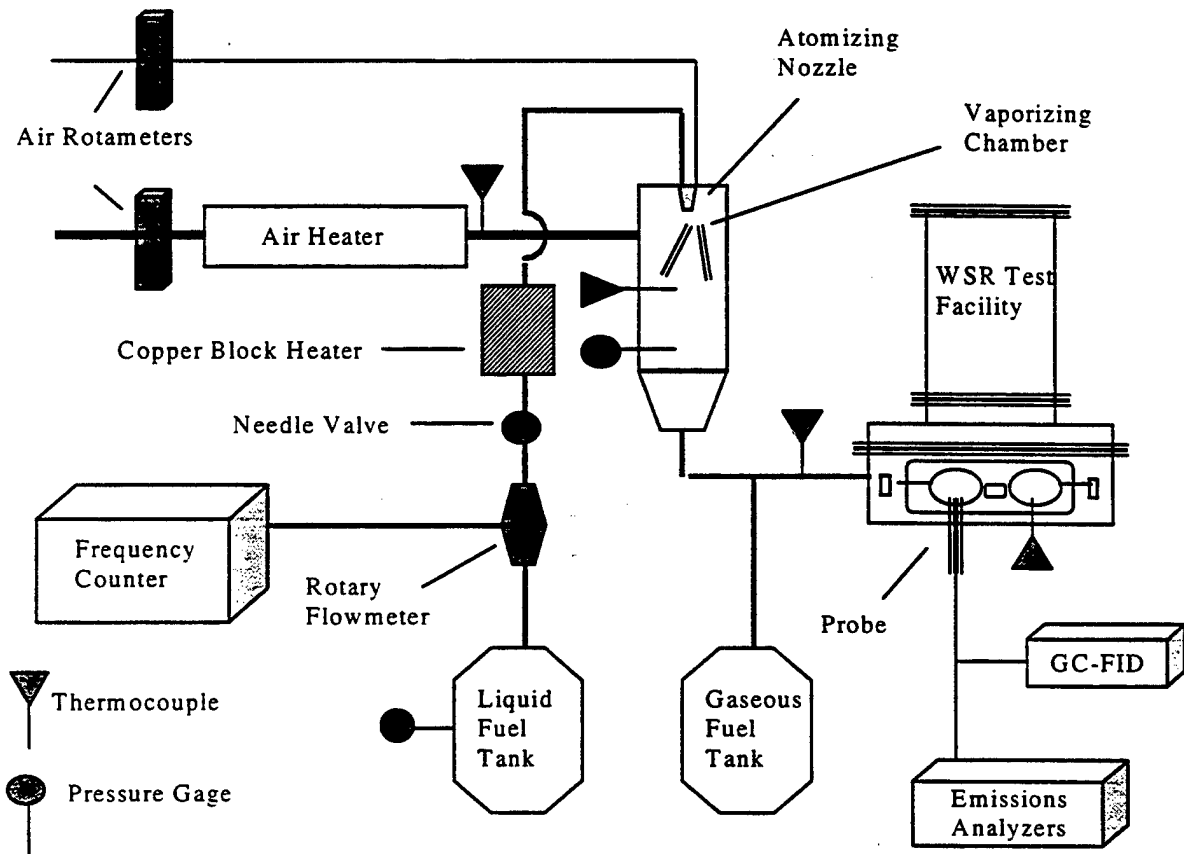 Atomizing
Nozzle
Vaporizing
Chamber
Air Rotameters
Air Heater
WSR Test
Facility
Copper Block Heater
Needle Valve
Frequency
Counter
Rotary
Flowmeter
Probe
GC-FID
Thermocouple
Liquid
Fuel
Tank
Gaseous
Fuel
Tank
Pressure Gage
Emissions
Analyzers